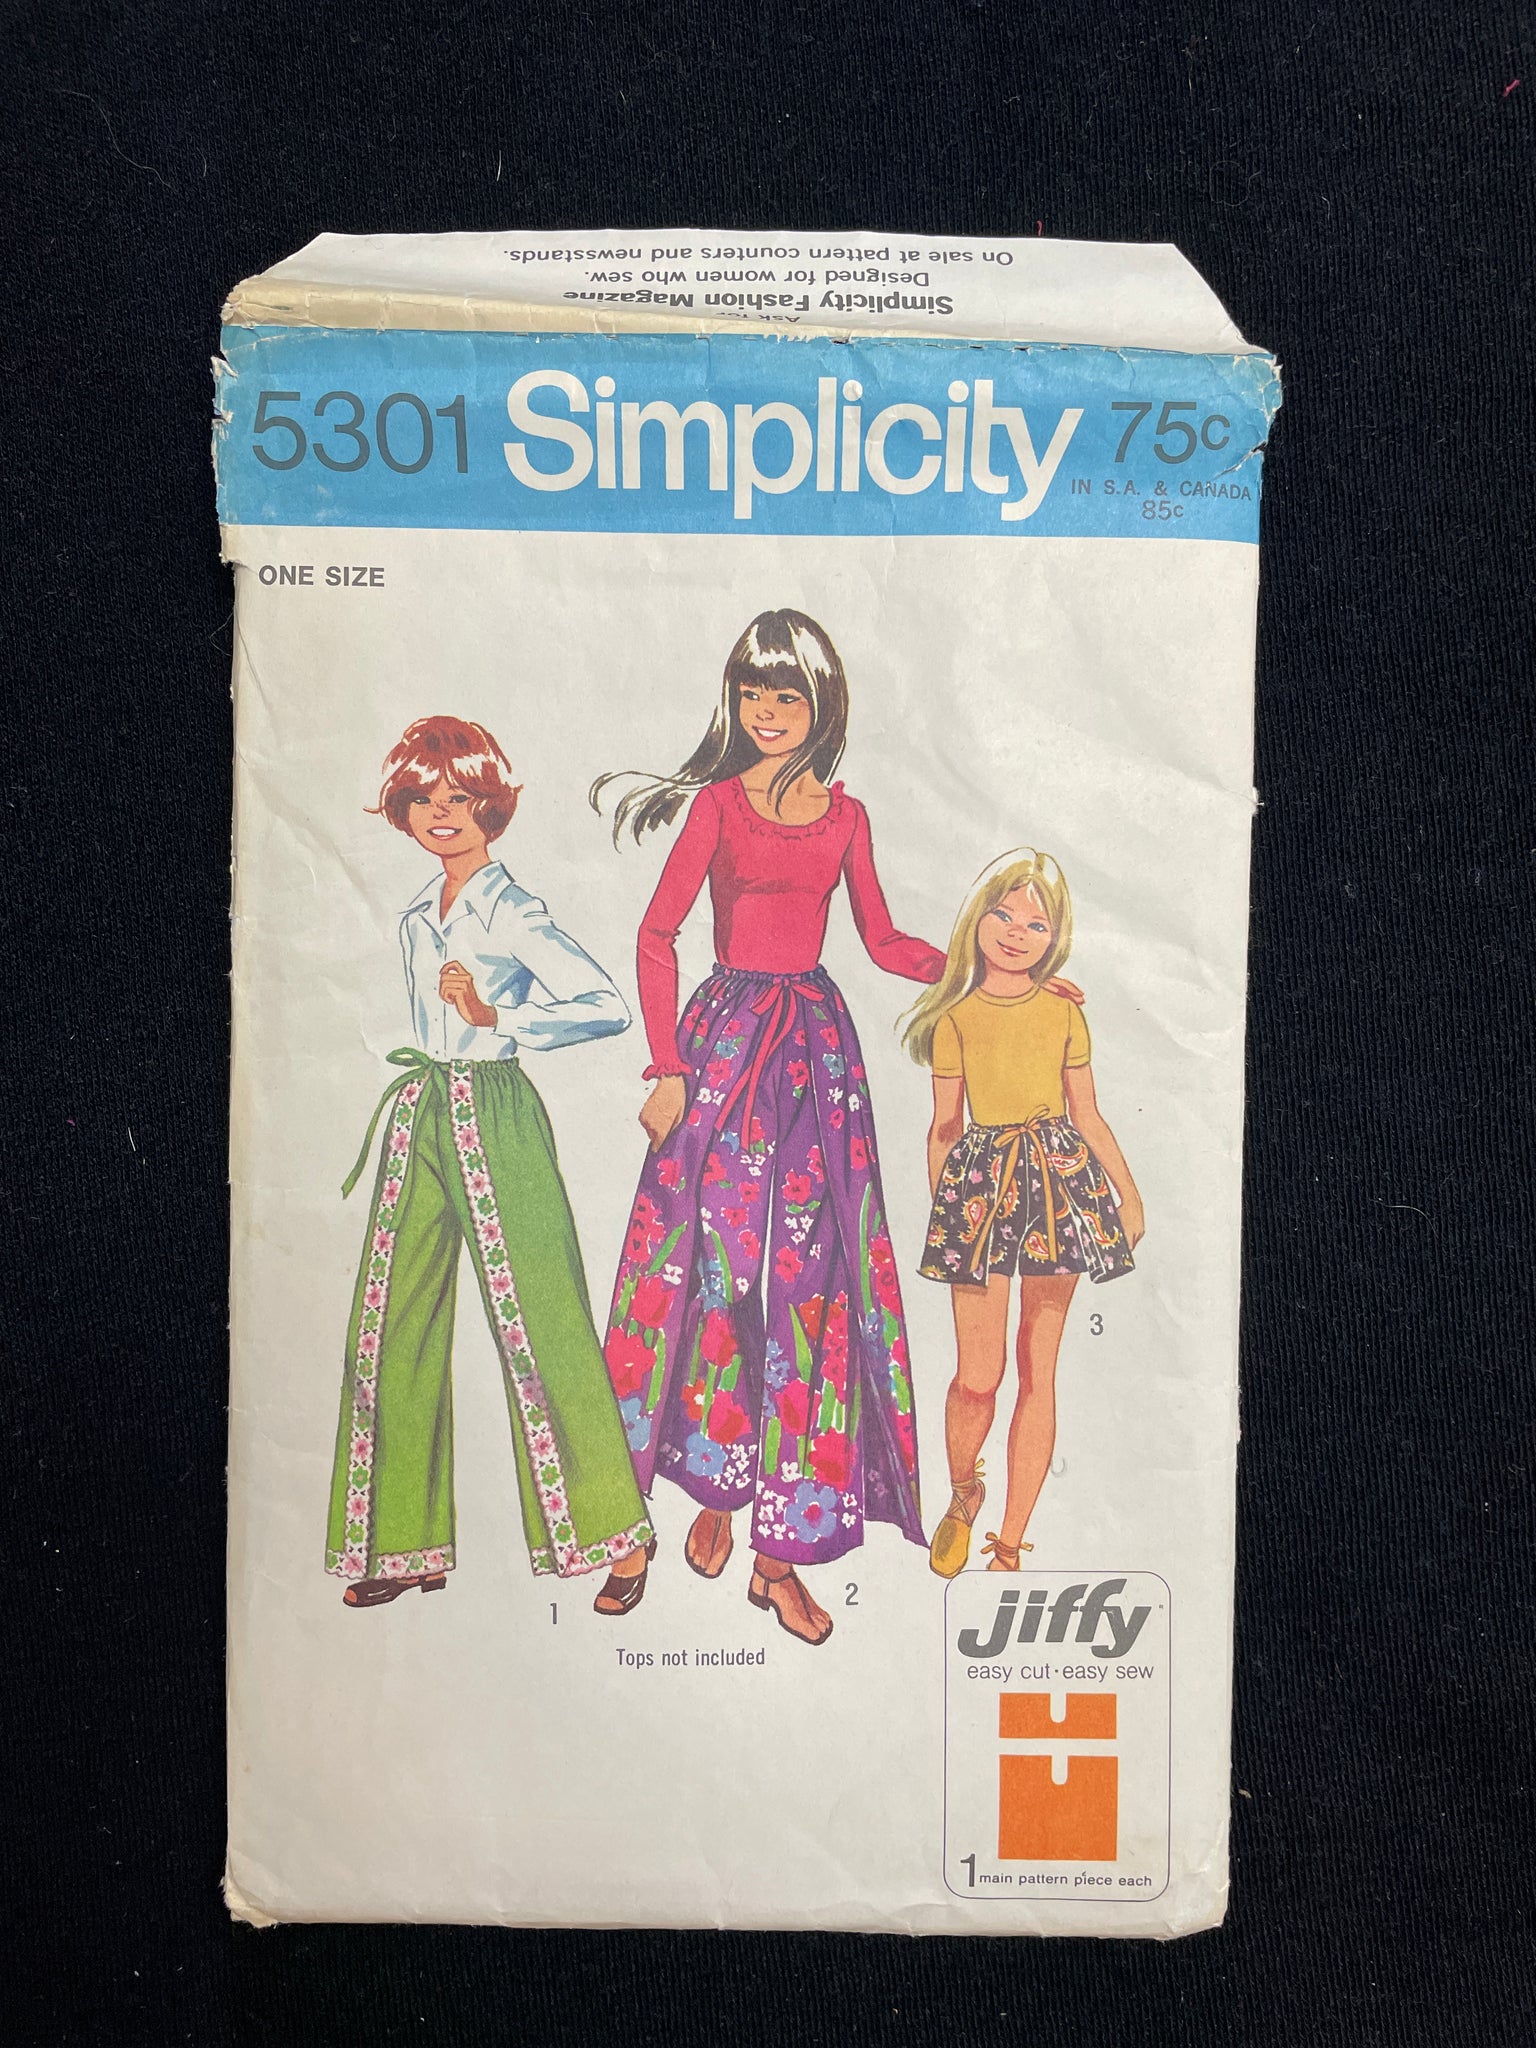 On sale at pattern counters and newsstands.
Designed for women who sew.
Simplicity Fashion Magazine
Ask for
5301 Simplicity 75c
IN S.A. & CANADA
85c
ONE SIZE
1
2
3
Tops not included
jiffy
easy cut • easy sew
1 main pattern piece each